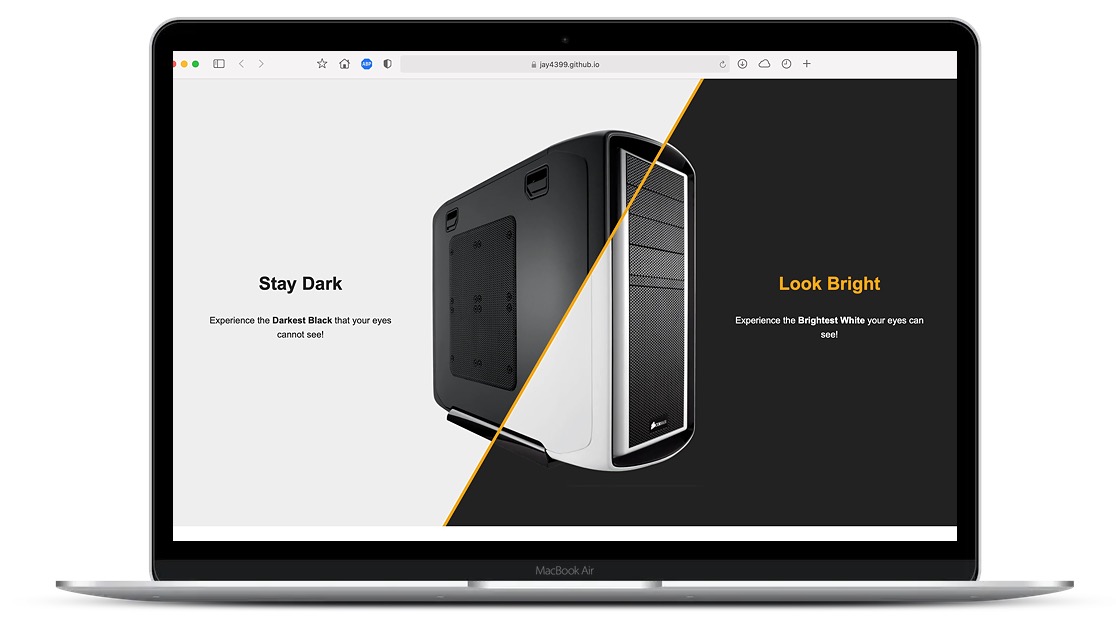 ABP
jay4399.github.io
Stay Dark
Experience the Darkest Black that your eyes
cannot see!
Look Bright
Experience the Brightest White your eyes can
see!
MacBook Air